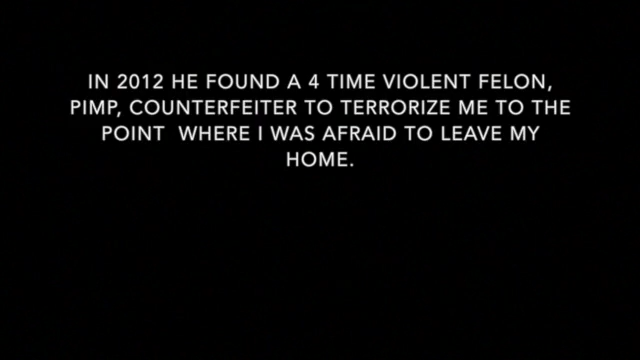 IN 2012 HE FOUND A 4 TIME VIOLENT FELON,
PIMP, COUNTERFEITER TO TERRORIZE ME TO THE
POINT  WHERE I WAS AFRAID TO LEAVE MY
HOME.